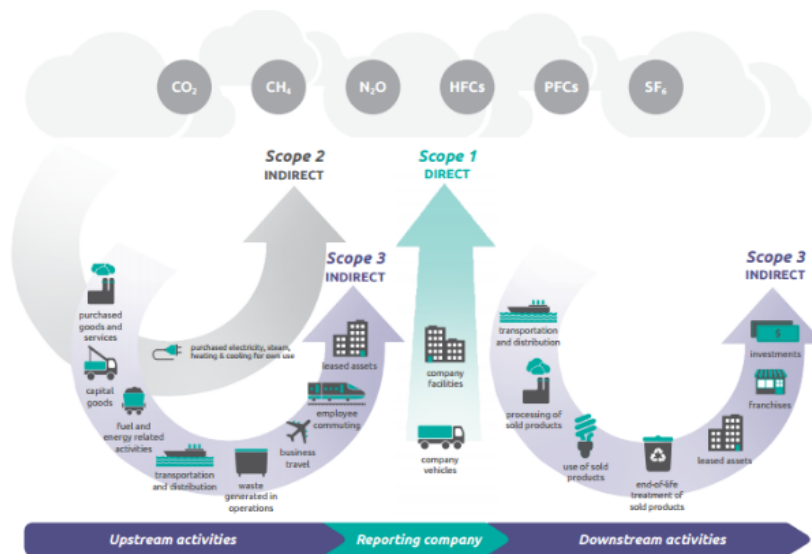 CO₂
CH₄
N₂O
HFCs
PFCs
SF₆
Scope 2
INDIRECT
Scope 1
DIRECT
Scope 3
INDIRECT
Scope 3
INDIRECT
purchased
goods and
services
capital
goods
fuel and
energy related
activities
purchased electricity, steam,
heating & cooling for own use
transportation
and distribution
waste
generated in
operations
business
travel
employee
commuting
leased assets
company
facilities
company
vehicles
transportation
and distribution
processing of
sold products
use of sold
products
end-of-life
treatment of
sold products
leased assets
franchises
$
investments
Upstream activities
Reporting company
Downstream activities